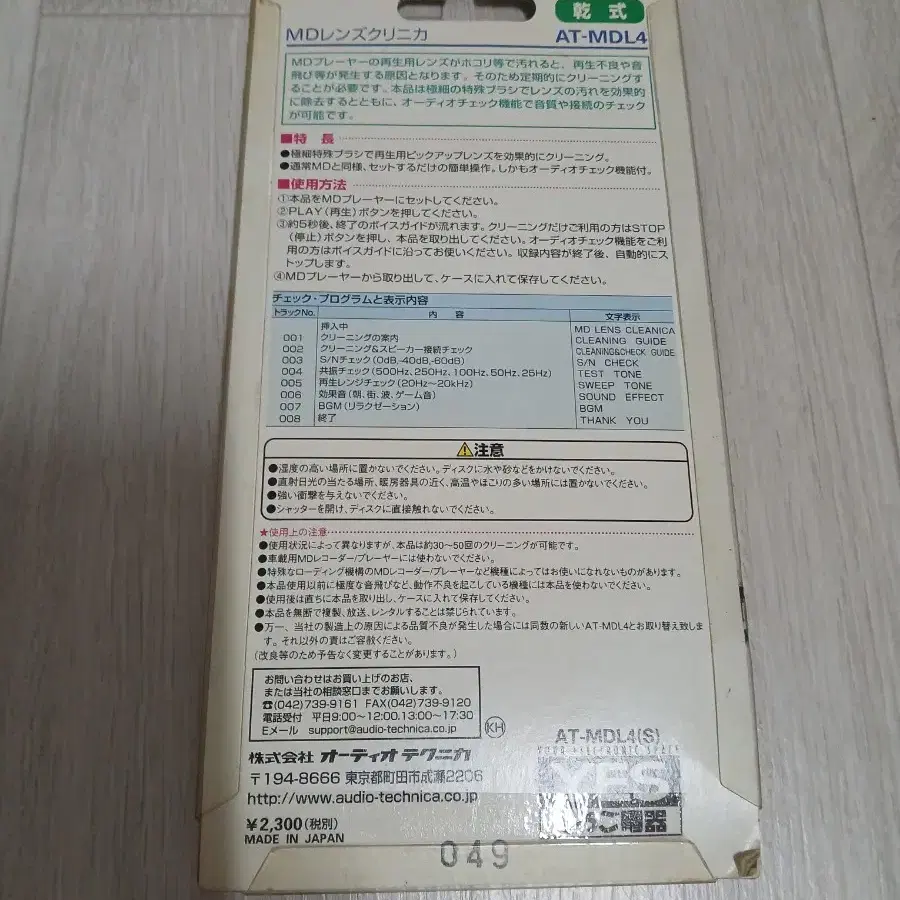 乾式
MDレンズクリニカ AT-MDL4
MDプレーヤーの再生用レンズがホコリ等で汚れると、再生不良や音
飛び等が発生する原因となります。そのため定期的にクリーニングす
ることが必要です。本品は極細の特殊ブラシでレンズの汚れを効果的
に除去するとともに、オーディオチェック機能で音質や接続のチェック
が可能です。
■特 長
●極細特殊ブラシで再生用ピックアップレンズを効果的にクリーニング。
●通常MDと同様、セットするだけの簡単操作。しかもオーディオチェック機能付。
■使用方法
①本品をMDプレーヤーにセットしてください。
②PLAY(再生)ボタンを押してください。
③約5秒後、終了のボイスガイドが流れます。クリーニングだけご利用の方はSTOP
(停止)ボタンを押し、本品を取り出してください。オーディオチェック機能をご利
用の方はボイスガイドに沿ってお使いください。収録内容が終了後、自動的にス
トップします。
④MDプレーヤーから取り出して、ケースに入れて保存してください。
チェック・プログラムと表示内容
トラックNo. 内 容 文字表示
挿入中 MD LENS CLEANICA
001 クリーニングの案内 CLEANING GUIDE
002 クリーニング&スピーカー接続チェック CLEANING&CHECK GUIDE
003 S/Nチェック(0dB,-40dB,-60dB) S/N CHECK
004 共振チェック(500Hz,250Hz,100Hz,50Hz,25Hz) TEST TONE
005 再生レンジチェック(20Hz〜20kHz) SWEEP TONE
006 効果音(朝、街、波、ゲーム音) SOUND EFFECT
007 BGM(リラクゼーション) BGM
008 終了 THANK YOU
⚠注意
●湿度の高い場所に置かないでください。ディスクに水や砂などをかけないでください。
●直射日光の当たる場所、暖房器具の近く、高温やほこりの多い場所には置かないでください。
●強い衝撃を与えないでください。
●シャッターを開け、ディスクに直接触れないでください。
★使用上の注意
●使用状況によって異なりますが、本品は約30〜50回のクリーニングが可能です。
●車載用MDレコーダー/プレーヤーには使わないでください。
●特殊なローディング機構のMDレコーダー/プレーヤーなど機種によってはお使いになれないものがあります。
●本品使用以前に極度な音飛びなど、動作不良を起こしている機種には本品を使わないでください。
●使用後は直ちに本品を取り出し、ケースに入れて保存してください。
●本品を無断で複製、放送、レンタルすることは禁じられています。
●万一、当社の製造上の原因による品質不良が発生した場合には同数の新しいAT-MDL4とお取り替え致しま
す。それ以外の責はご容赦ください。
(改良等のため予告なく変更することがあります。)
お問い合わせはお買い上げのお店、
または当社の相談窓口までお願いします。
☎(042)739-9161 FAX(042)739-9120
電話受付 平日9:00〜12:00.13:00〜17:30
Eメール support@audio-technica.co.jp
KH
株式会社 オーディオテクニカ
〒194-8666 東京都町田市成瀬2206
http://www.audio-technica.co.jp
AT-MDL4(S)
YOUR ELECTRONIC SPACE
YES
電器
¥2,300(税別)
MADE IN JAPAN
049